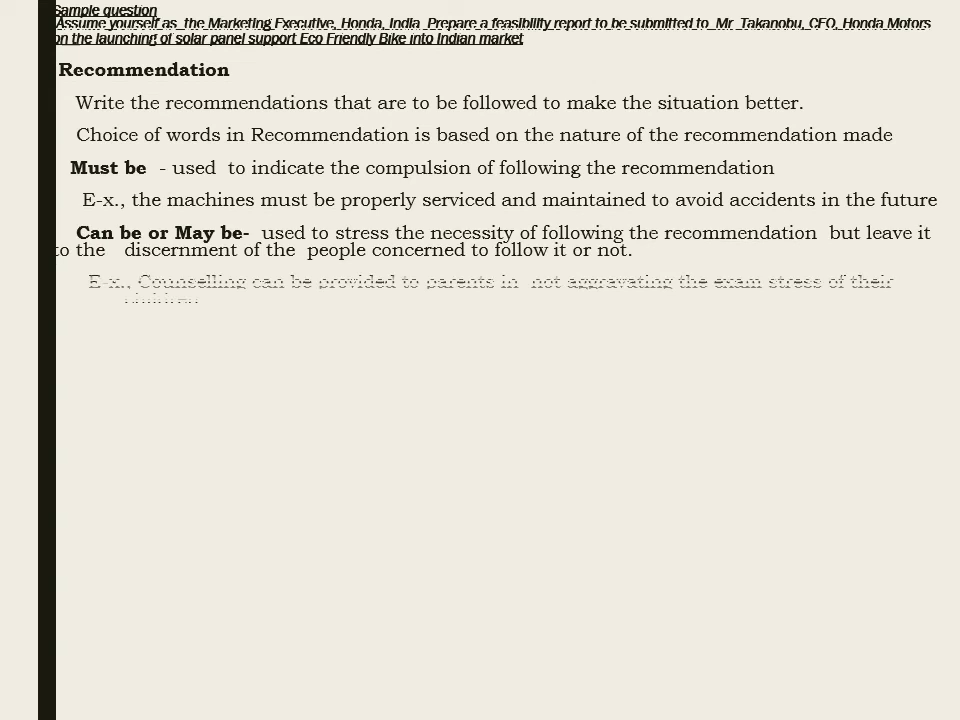 Sample question
Assume yourself as the Marketing Executive, Honda, India Prepare a feasibility report to be submitted to Mr Takanobu, CFO, Honda Motors
on the launching of solar panel support Eco Friendly Bike into Indian market
Recommendation
Write the recommendations that are to be followed to make the situation better.
Choice of words in Recommendation is based on the nature of the recommendation made
Must be - used to indicate the compulsion of following the recommendation
E-x., the machines must be properly serviced and maintained to avoid accidents in the future
Can be or May be- used to stress the necessity of following the recommendation but leave it
to the discernment of the people concerned to follow it or not.
E-x., Counselling can be provided to parents in not aggravating the exam stress of their
children